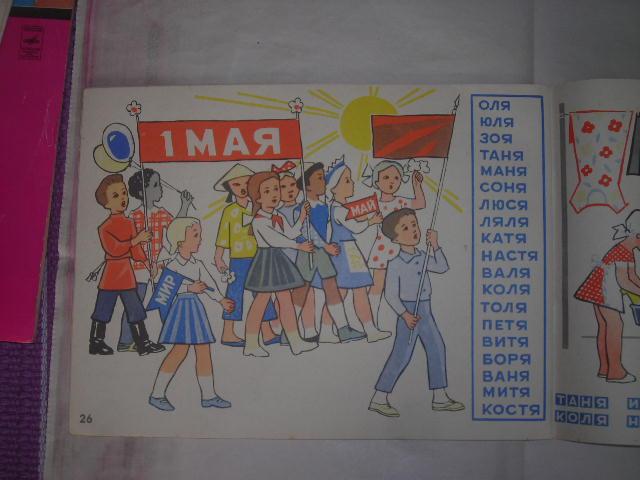 1 МАЯ
МАЙ
МИР
ОЛЯ
ЮЛЯ
ЗОЯ
ТАНЯ
МАНЯ
СОНЯ
ЛЮСЯ
ЛЯЛЯ
КАТЯ
НАСТЯ
ВАЛЯ
КОЛЯ
ТОЛЯ
ПЕТЯ
ВИТЯ
БОРЯ
ВАНЯ
МИТЯ
КОСТЯ
26
ТАНЯ И
КОЛЯ Н